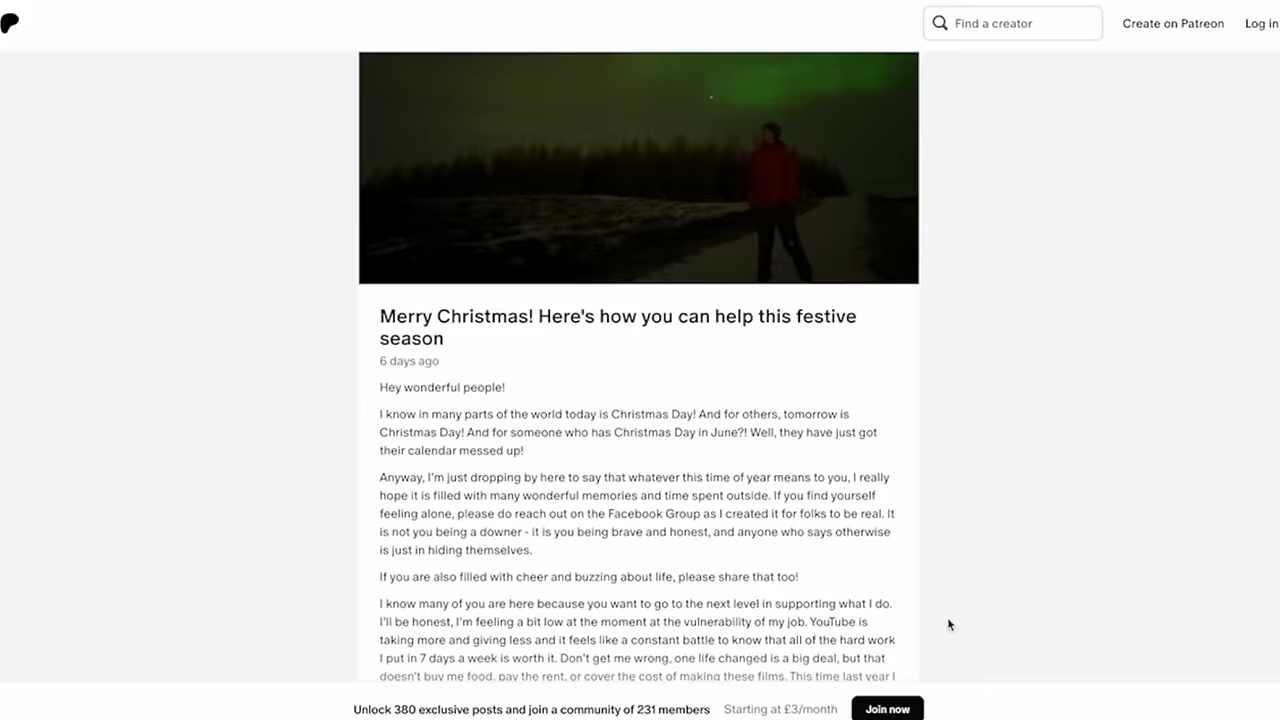 Find a creator
Create on Patreon
Log in
Merry Christmas! Here's how you can help this festive
season
6 days ago
Hey wonderful people!
I know in many parts of the world today is Christmas Day! And for others, tomorrow is
Christmas Day! And for someone who has Christmas Day in June?! Well, they have just got
their calendar messed up!
Anyway, I'm just dropping by here to say that whatever this time of year means to you, I really
hope it is filled with many wonderful memories and time spent outside. If you find yourself
feeling alone, please do reach out on the Facebook Group as I created it for folks to be real. It
is not you being a downer - it is you being brave and honest, and anyone who says otherwise
is just in hiding themselves.
If you are also filled with cheer and buzzing about life, please share that too!
I know many of you are here because you want to go to the next level in supporting what I do.
I'll be honest, I'm feeling a bit low at the moment at the vulnerability of my job. YouTube is
taking more and giving less and it feels like a constant battle to know that all of the hard work
I put in 7 days a week is worth it. Don't get me wrong, one life changed is a big deal, but that
doesn't buy me food, pay the rent, or cover the cost of making these films. This time last year I
Unlock 380 exclusive posts and join a community of 231 members
Starting at £3/month
Join now